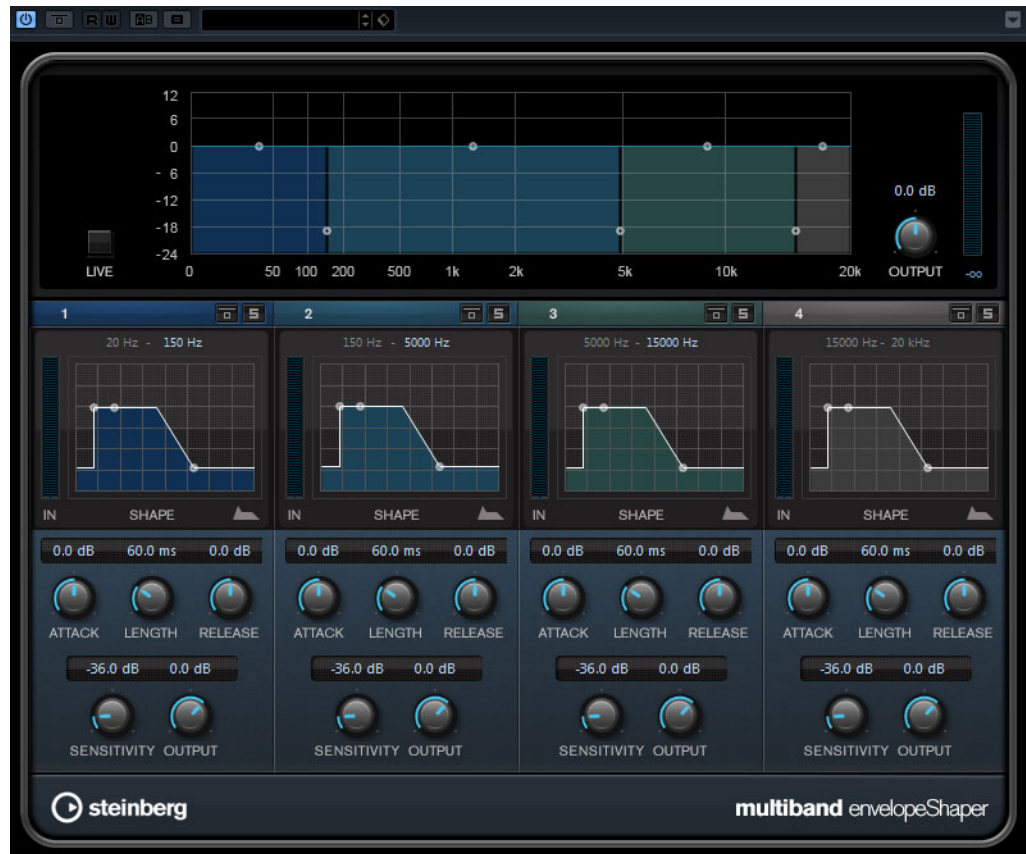 R W AB
12
6
0
- 6
-12
-18
-24
0 50 100 200 500 1k 2k 5k 10k 20k
LIVE
0.0 dB
OUTPUT
-∞
1 S 2 S 3 S 4 S
20 Hz - 150 Hz 150 Hz - 5000 Hz 5000 Hz - 15000 Hz 15000 Hz - 20 kHz
IN SHAPE IN SHAPE IN SHAPE IN SHAPE
0.0 dB 60.0 ms 0.0 dB 0.0 dB 60.0 ms 0.0 dB 0.0 dB 60.0 ms 0.0 dB 0.0 dB 60.0 ms 0.0 dB
ATTACK LENGTH RELEASE ATTACK LENGTH RELEASE ATTACK LENGTH RELEASE ATTACK LENGTH RELEASE
-36.0 dB 0.0 dB -36.0 dB 0.0 dB -36.0 dB 0.0 dB -36.0 dB 0.0 dB
SENSITIVITY OUTPUT SENSITIVITY OUTPUT SENSITIVITY OUTPUT SENSITIVITY OUTPUT
steinberg multiband envelopeShaper